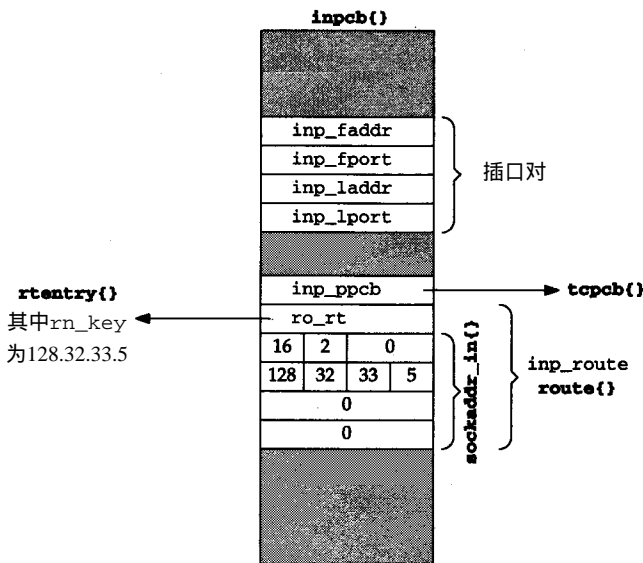 inpcb{}
inp_faddr
inp_fport
inp_laddr
inp_lport
插口对
inp_ppcb
tcpcb{}
rtentry{}
其中rn_key
为128.32.33.5
ro_rt
16 2 0
128 32 33 5
0
0
sockaddr_in{}
inp_route
route{}